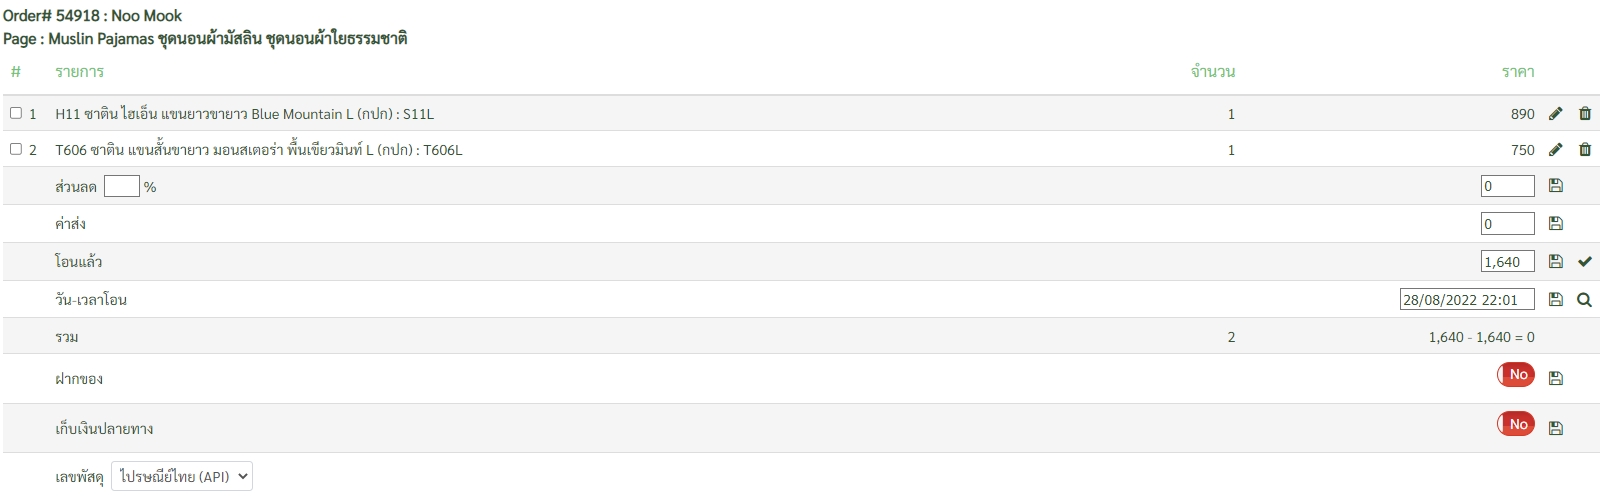 Order# 54918 : Noo Mook
Page : Muslin Pajamas ชุดนอนผ้ามัสลิน ชุดนอนผ้าใยธรรมชาติ
# รายการ จำนวน ราคา
1 H11 ซาติน ไฮเอ็น แขนยาวขายาว Blue Mountain L (กปก) : S11L 1 890
2 T606 ซาติน แขนสั้นขายาว มอนสเตอร่า พื้นเขียวมินท์ L (กปก) : T606L 1 750
ส่วนลด % 0
ค่าส่ง 0
โอนแล้ว 1,640
วัน-เวลาโอน 28/08/2022 22:01
รวม 2 1,640 - 1,640 = 0
ฝากของ No
เก็บเงินปลายทาง No
เลขพัสดุ ไปรษณีย์ไทย (API)